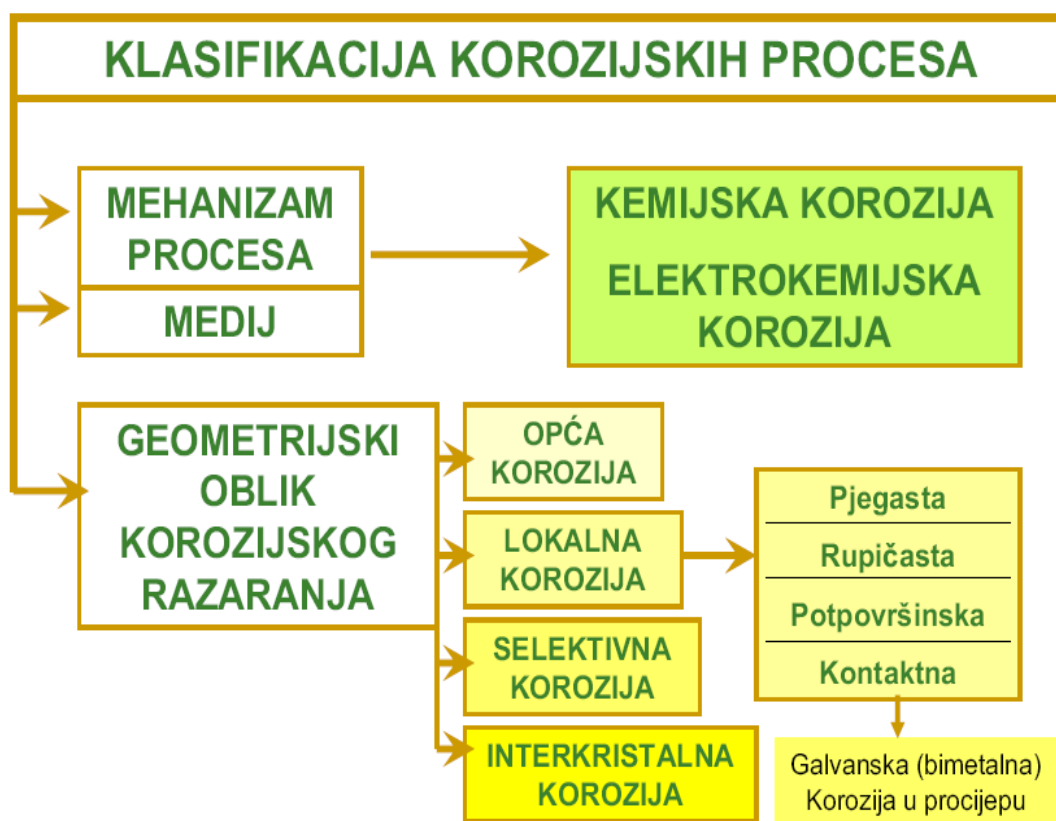 KLASIFIKACIJA KOROZIJSKIH PROCESA
MEHANIZAM
PROCESA
MEDIJ
KEMIJSKA KOROZIJA
ELEKTROKEMIJSKA
KOROZIJA
GEOMETRIJSKI
OBLIK
KOROZIJSKOG
RAZARANJA
OPĆA
KOROZIJA
LOKALNA
KOROZIJA
SELEKTIVNA
KOROZIJA
INTERKRISTALNA
KOROZIJA
Pjegasta
Rupičasta
Potpovršinska
Kontaktna
Galvanska (bimetalna)
Korozija u procijepu